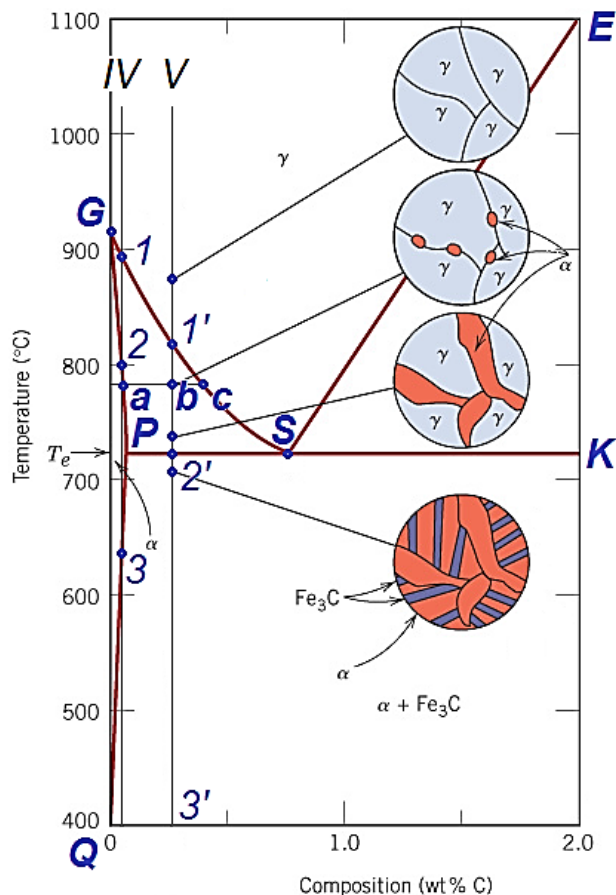 1100
E
IV
V
γ
γ
γ
γ
1000
γ
G
900
1
γ
γ
γ
γ
α
800
1'
2
a
b
c
γ
γ
γ
P
S
T_e
K
700
2'
α
3
Fe₃C
600
α
α + Fe₃C
500
3'
400
Q
0
1.0
2.0
Temperature (°C)
Composition (wt% C)